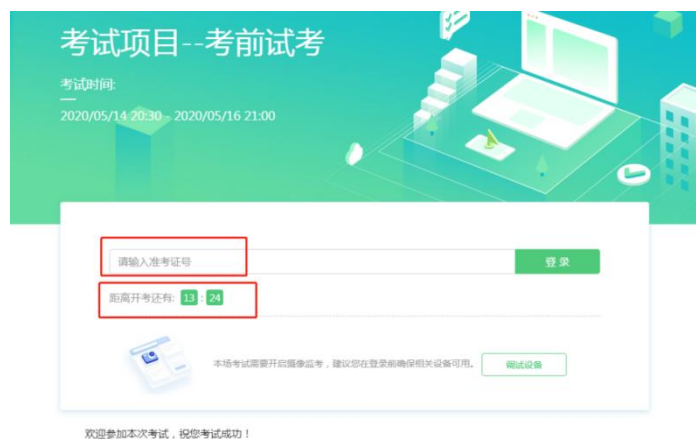 考试项目--考前试考
考试时间:
2020/05/14 20:30 - 2020/05/16 21:00
请输入准考证号
登 录
距离开考还有: 13 : 24
本场考试需要开启摄像监考，建议您在登录前确保相关设备可用。
调试设备
欢迎参加本次考试，祝您考试成功！